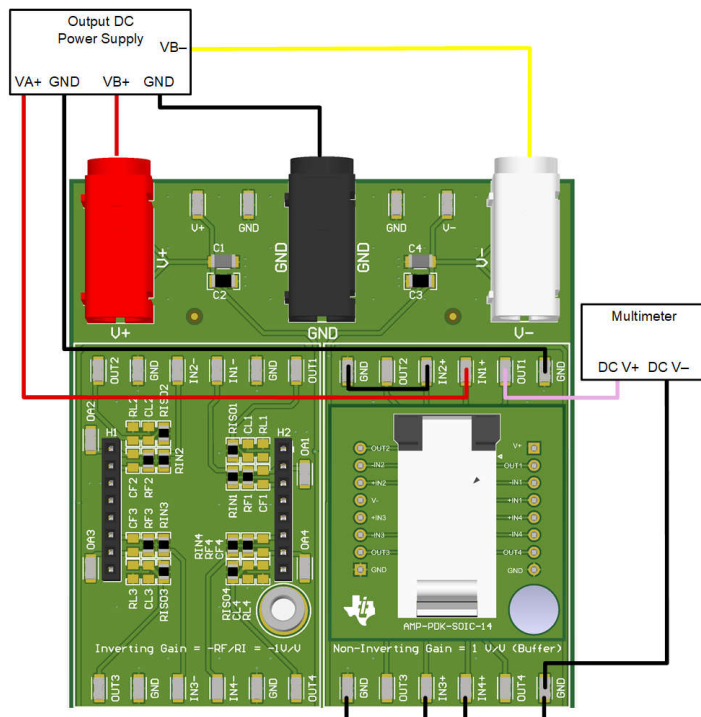 Output DC
Power Supply
VB–
VA+ GND VB+ GND
V+ GND GND V-
C1 C4
V+ GND GND V-
C2 C3
V+ GND V-
Multimeter
DC V+ DC V–
OUT2 GND IN2- IN1- GND OUT1
GND OUT2 IN2+ IN1+ OUT1 GND
OA2 RL2 CL2 RISO2
H1
CF2 RF2 RIN2
RISO1 CL1 RL1
H2
OA1
RIN1 RF1 CF1
OA3 CF3 RF3 RIN3
RL3 CL3 RISO3
RIN4 RF4 CF4
OA4
RISO4 CL4 RL4
OUT2 V+
-IN2 OUT1
+IN2 -IN1
V- +IN1
+IN3 +IN4
-IN3 -IN4
OUT3 OUT4
GND GND
ti
AMP-PDK-SOIC-14
Inverting Gain = -RF/RI = -1V/V
Non-Inverting Gain = 1 V/V (Buffer)
OUT3 GND IN3- IN4- GND OUT4
GND OUT3 IN3+ IN4+ OUT4 GND